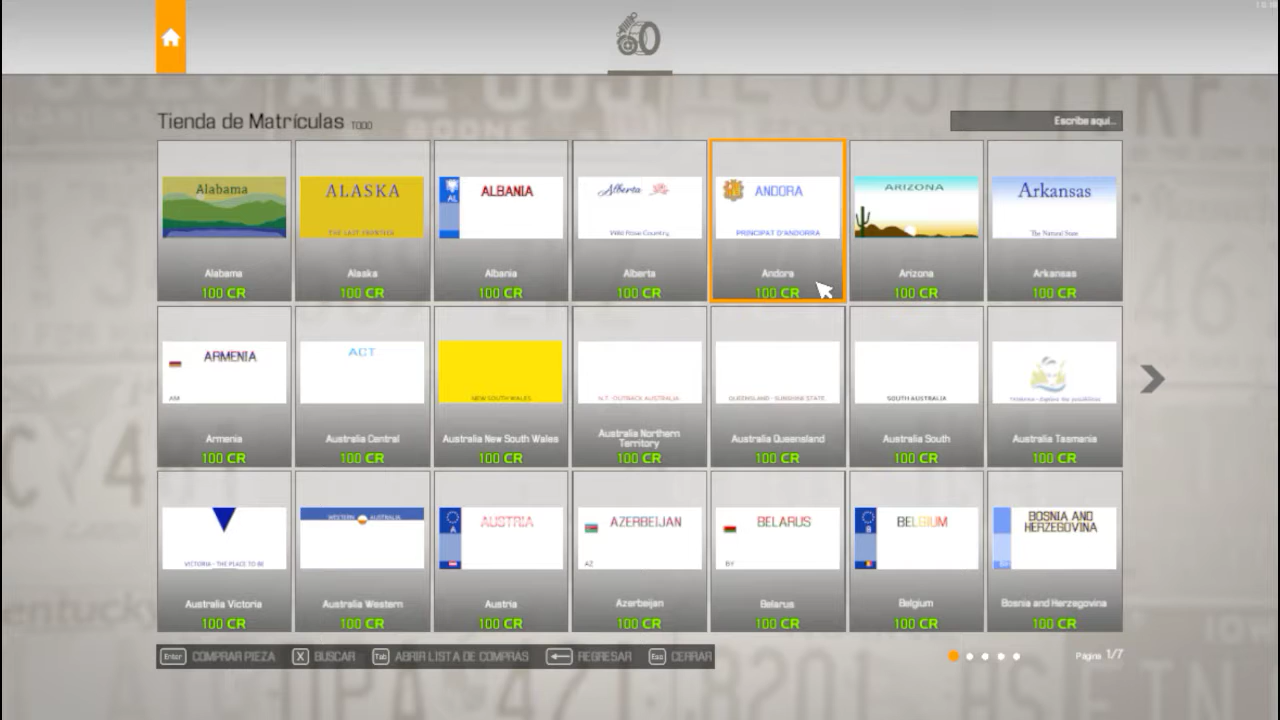 Tienda de Matrículas TODO
Escribe aquí...
Alabama
ALASKA
THE LAST FRONTIER
AL
ALBANIA
Alberta
Wild Rose Country
ANDORA
PRINCIPAT D'ANDORRA
ARIZONA
Arkansas
The Natural State
Alabama
Alaska
Albania
Alberta
Andora
Arizona
Arkansas
100 CR
100 CR
100 CR
100 CR
100 CR
100 CR
100 CR
ARMENIA
AM
ACT
NEW SOUTH WALES
N.T. - OUTBACK AUSTRALIA
QUEENSLAND - SUNSHINE STATE
SOUTH AUSTRALIA
TASMANIA - Explore the possibilities
Armenia
Australia Central
Australia New South Wales
Australia Northern Territory
Australia Queensland
Australia South
Australia Tasmania
100 CR
100 CR
100 CR
100 CR
100 CR
100 CR
100 CR
VICTORIA - THE PLACE TO BE
WESTERN AUSTRALIA
A
AUSTRIA
AZERBEIJAN
AZ
BELARUS
BY
B
BELGIUM
BOSNIA AND
HERZEGOVINA
Australia Victoria
Australia Western
Austria
Azerbeijan
Belarus
Belgium
Bosnia and Herzegovina
100 CR
100 CR
100 CR
100 CR
100 CR
100 CR
100 CR
Enter COMPRAR PIEZA X BUSCAR Tab ABRIR LISTA DE COMPRAS REGRESAR Esc CERRAR
Página 1/7